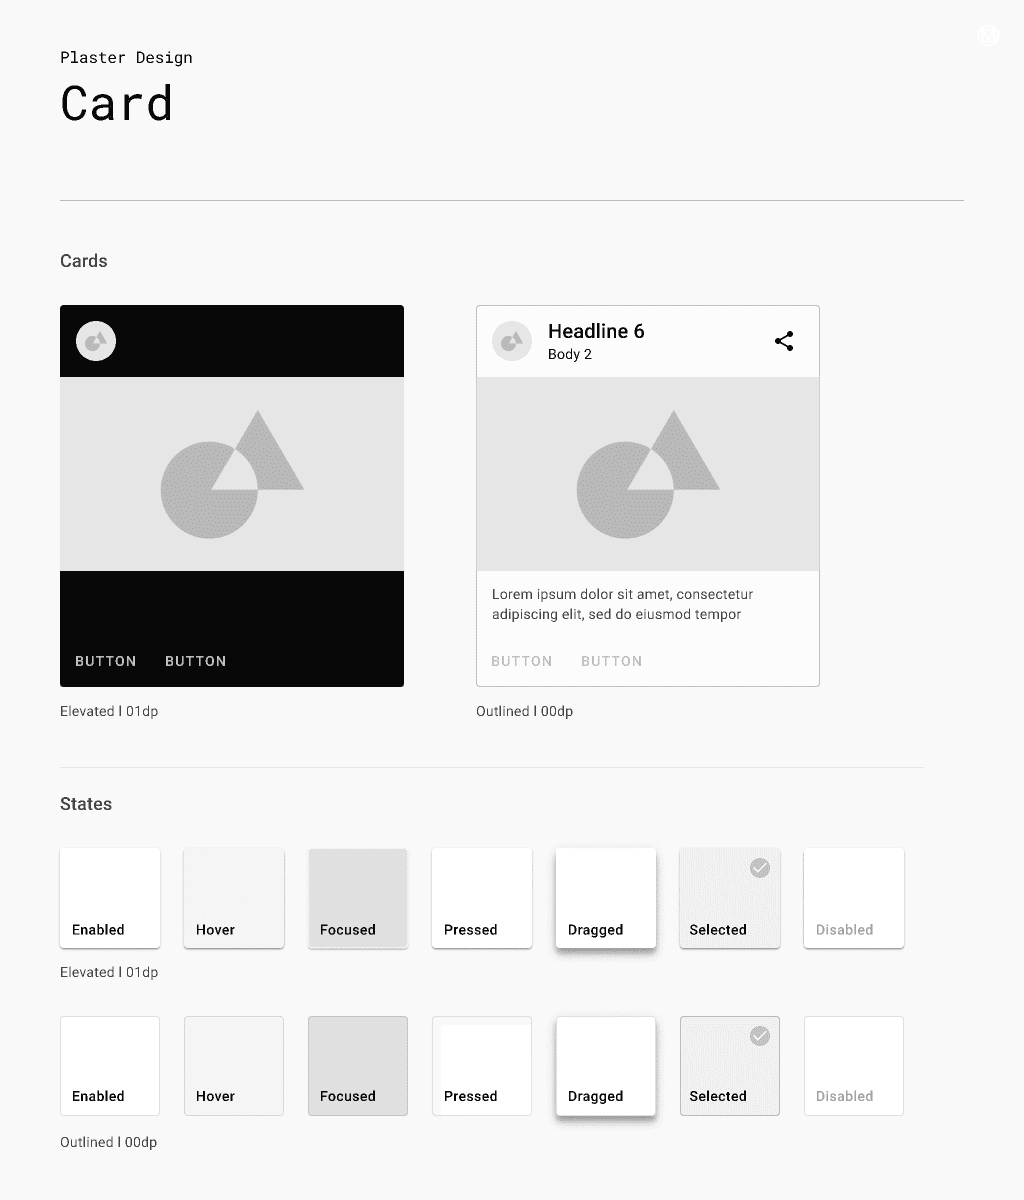 Plaster Design
Card
Cards
Headline 6
Body 2
Lorem ipsum dolor sit amet, consectetur
adipiscing elit, sed do eiusmod tempor
BUTTON BUTTON
BUTTON BUTTON
Elevated | 01dp
Outlined | 00dp
States
Enabled Hover Focused Pressed Dragged Selected Disabled
Elevated | 01dp
Enabled Hover Focused Pressed Dragged Selected Disabled
Outlined | 00dp